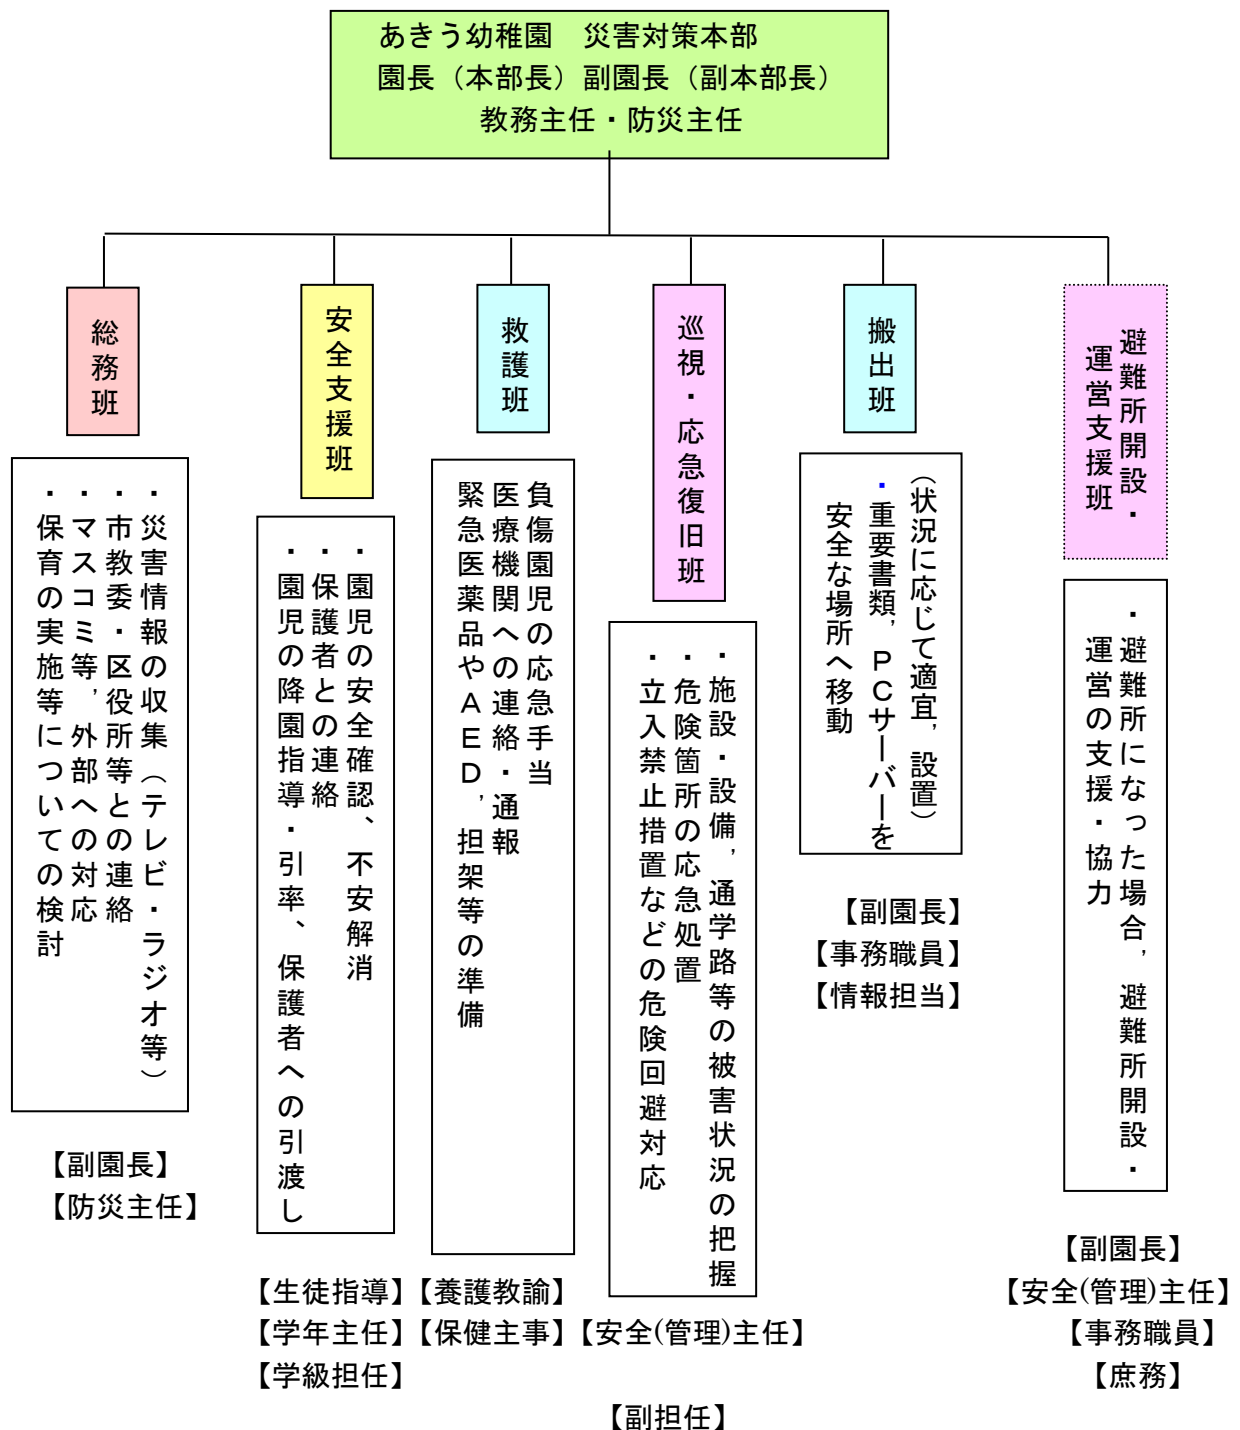 あきう幼稚園　災害対策本部
園長（本部長）副園長（副本部長）
教務主任・防災主任
総務班
・災害情報の収集（テレビ・ラジオ等）
・市教委・区役所等との連絡
・マスコミ等，外部への対応
・保育の実施等についての検討
【副園長】
【防災主任】
安全支援班
・園児の安全確認、不安解消
・保護者との連絡
・園児の降園指導・引率、保護者への引渡し
【生徒指導】
【学年主任】
【学級担任】
救護班
負傷園児の応急手当
医療機関への連絡・通報
緊急医薬品やＡＥＤ，担架等の準備
【養護教諭】
【保健主事】
巡視・応急復旧班
・施設・設備，通学路等の被害状況の把握
・危険箇所の応急処置
・立入禁止措置などの危険回避対応
【安全(管理)主任】
【副担任】
搬出班
（状況に応じて適宜，設置）
・重要書類，ＰＣサーバーを
安全な場所へ移動
【副園長】
【事務職員】
【情報担当】
避難所開設・
運営支援班
・避難所になった場合，避難所開設・
運営の支援・協力
【副園長】
【安全(管理)主任】
【事務職員】
【庶務】